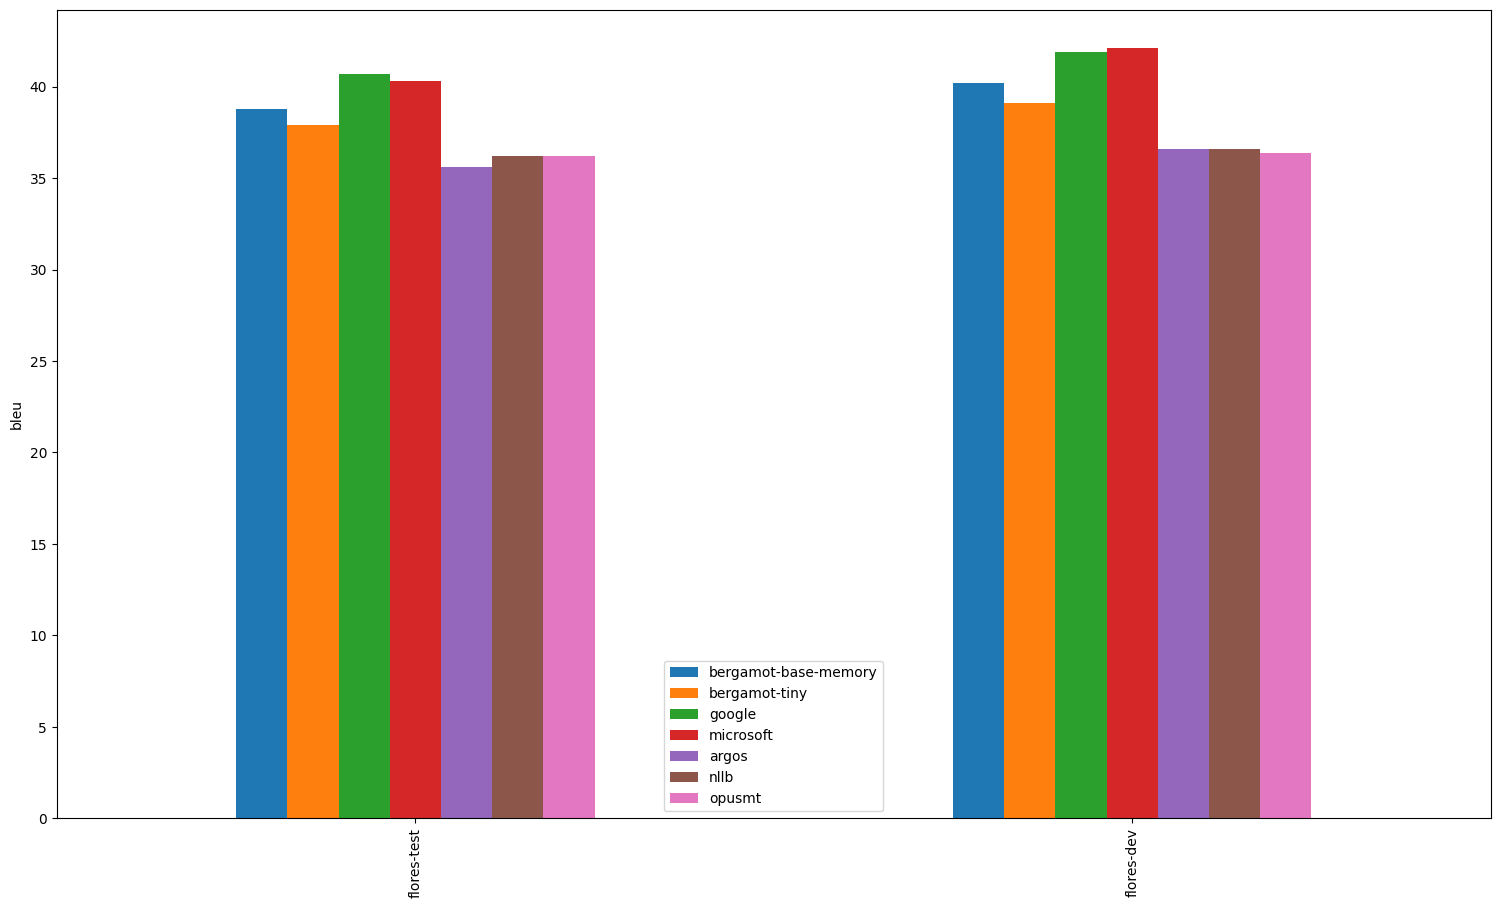 bleu
40
35
30
25
20
15
10
5
0
bergamot-base-memory
bergamot-tiny
google
microsoft
argos
nllb
opusmt
flores-test
flores-dev